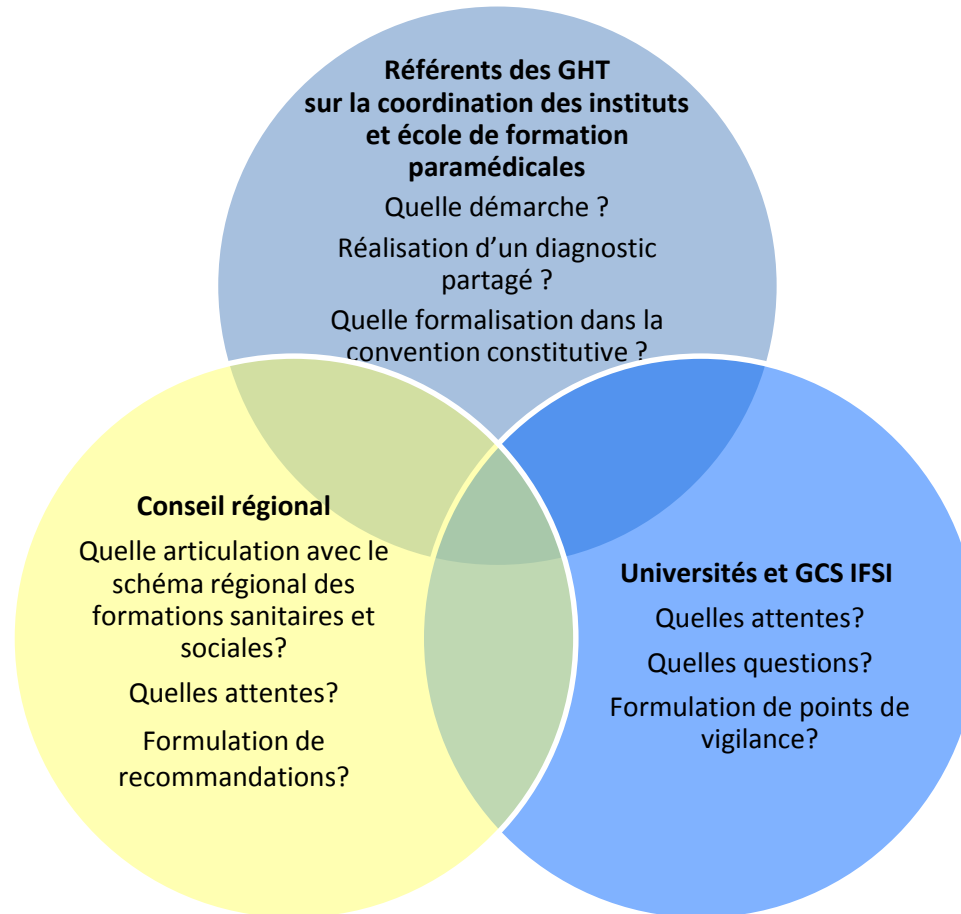 Référents des GHT
sur la coordination des instituts
et école de formation
paramédicales
Quelle démarche ?
Réalisation d'un diagnostic
partagé ?
Quelle formalisation dans la
convention constitutive ?
Conseil régional
Quelle articulation avec le
schéma régional des
formations sanitaires et
sociales?
Quelles attentes?
Formulation de
recommandations?
Universités et GCS IFSI
Quelles attentes?
Quelles questions?
Formulation de points de
vigilance?